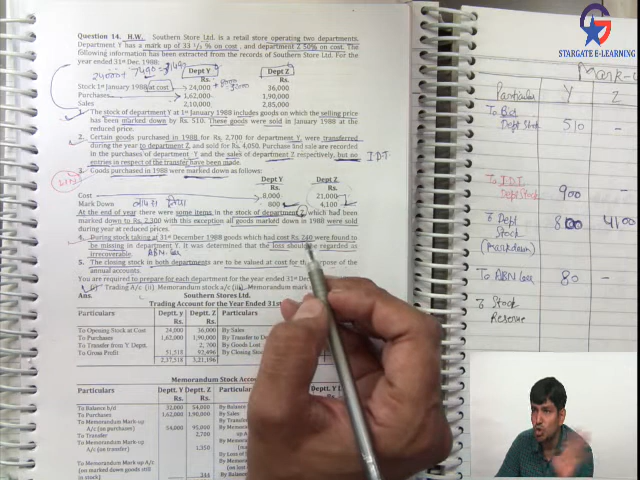 STARGATE E-LEARNING
Question 14. H.W. Southern Store Ltd. is a retail store operating two departments.
Department Y has a mark up of 33 1/3 % on cost, and department Z 50% on cost. The
following information has been extracted from the records of Southern Store Ltd. For the
year ended 31st Dec. 1988:
Dept Y Dept Z
Rs. Rs.
Stock 1st January 1988 at cost 24,000 36,000
Purchases 1,62,000 1,90,000
Sales 2,10,000 2,85,000
1. The stock of department Y at 1st January 1988 includes goods on which the selling price
has been marked down by Rs 510. These goods were sold in January 1988 at the
reduced price.
2. Certain goods purchased in 1988 for Rs 2,700 for department Y, were transferred
during the year to department Z, and sold for Rs 4,050. Purchase and sale are recorded
in the purchases of department Y and the sales of department Z respectively, but no
entries in respect of the transfer have been made. I.D.T
3. Goods purchased in 1988 were marked down as follows:
Dept Y Dept Z
Rs. Rs.
Cost 8,000 21,000
Mark Down 800 4,100
At the end of year there were some items in the stock of department Z which had been
marked down to Rs 2,300 with this exception all goods marked down in 1988 were sold
during year at reduced prices.
4. During stock taking at 31st December 1988 goods which had cost Rs 240 were found to
be missing in department Y. It was determined that the loss should be regarded as
irrecoverable. ABN. Loss
5. The closing stock in both departments are to be valued at cost for the purpose of the
annual accounts.
You are required to prepare for each department for the year ended 31st Dec
(i) Trading A/c (ii) Memorandum stock a/c (iii) Memorandum mark
Ans. Southern Stores Ltd.
Trading Account for the Year Ended 31st
Particulars Deptt. Y Deptt. Z Particulars
Rs. Rs.
To Opening Stock at Cost 24,000 36,000 By Sales
To Purchases 1,62,000 1,90,000 By Transfer to D
To Transfer from Y. Deptt. 2,700 By Goods Lost
To Gross Profit 51,518 92,496 By Closing Stock
2,37,518 3,21,196
Memorandum Stock Accou
Particulars Deptt. Y Deptt. Z Particulars
Rs. Rs.
To Balance b/d 32,000 54,000 By Balance
To Purchases 1,62,000 1,90,000 By Sales
To Memorandum Mark-up
A/c (on purchase) 54,000 95,000
To Transfer 2,700
To Memorandum Mark-up 1,350
A/c (on transfer)
To Memorandum Mark-up A/c
(on marked down goods still
in stock) 344
Particular Y Z
To Bal
Dept Stock 510 -
To I.D.T
Dept Stock 900 -
To Dept 800 4100
Stock
(markdown)
To ABN Loss 80 -
To Stock
Reserve